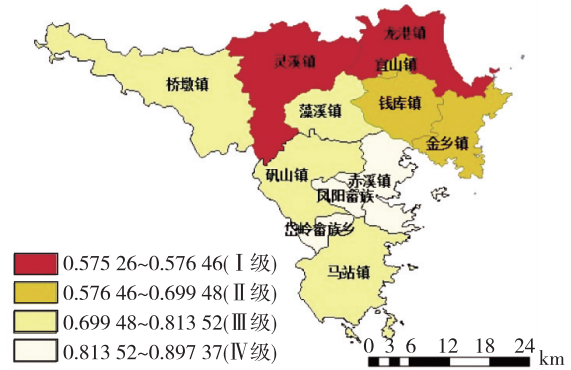 龙港镇
灵溪镇
宜山镇
桥墩镇
藻溪镇
钱库镇
金乡镇
矾山镇
赤溪镇
凤阳畲族
岱岭畲族乡
马站镇
0.575 26~0.576 46(Ⅰ级)
0.576 46~0.699 48(Ⅱ级)
0.699 48~0.813 52(Ⅲ级)
0.813 52~0.897 37(Ⅳ级)
0 3 6 12 18 24
km